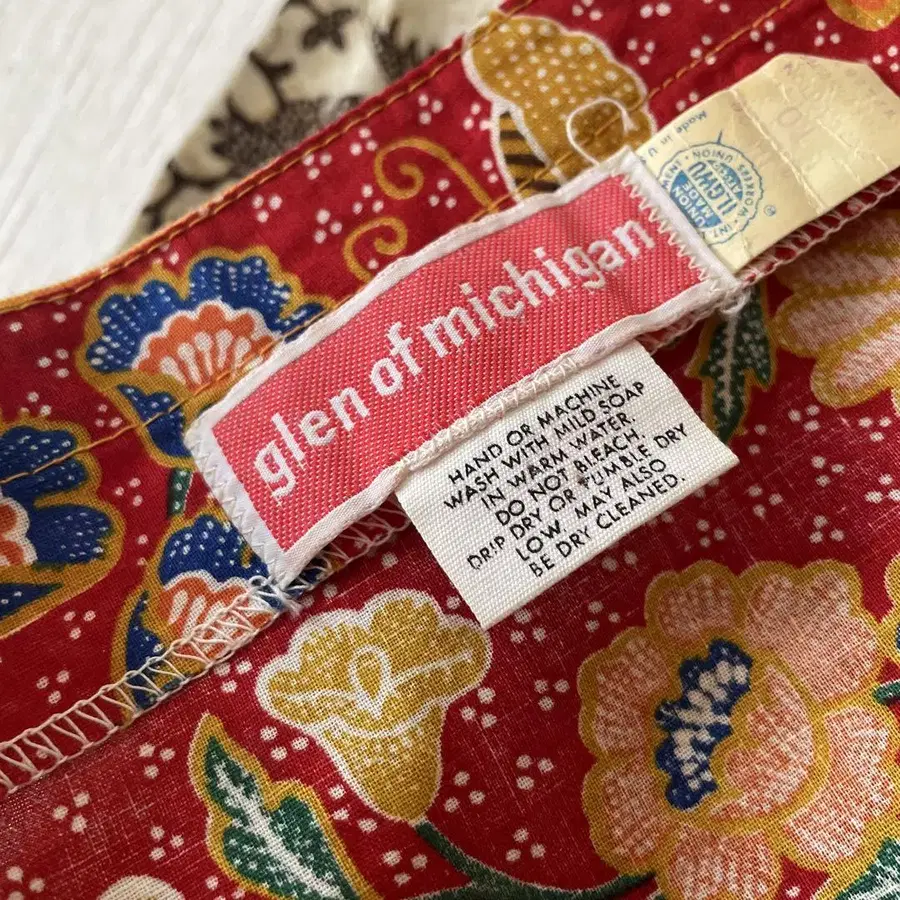 glen of michigan
HAND OR MACHINE
WASH WITH MILD SOAP
IN WARM WATER.
DO NOT BLEACH.
DRIP DRY OR TUMBLE DRY
LOW. MAY ALSO
BE DRY CLEANED.
Made in U
UNION
MADE
ILGWU